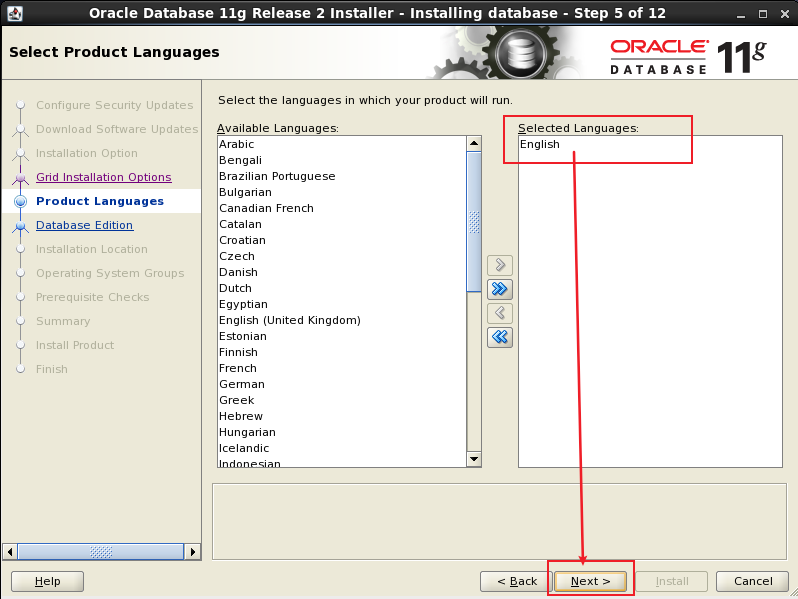 Oracle Database 11g Release 2 Installer - Installing database - Step 5 of 12
Select Product Languages
ORACLE
DATABASE
11g
Configure Security Updates
Download Software Updates
Installation Option
Grid Installation Options
Product Languages
Database Edition
Installation Location
Operating System Groups
Prerequisite Checks
Summary
Install Product
Finish
Select the languages in which your product will run.
Available Languages:
Arabic
Bengali
Brazilian Portuguese
Bulgarian
Canadian French
Catalan
Croatian
Czech
Danish
Dutch
Egyptian
English (United Kingdom)
Estonian
Finnish
French
German
Greek
Hebrew
Hungarian
Icelandic
Indonesian
Selected Languages:
English
Help
< Back
Next >
Install
Cancel